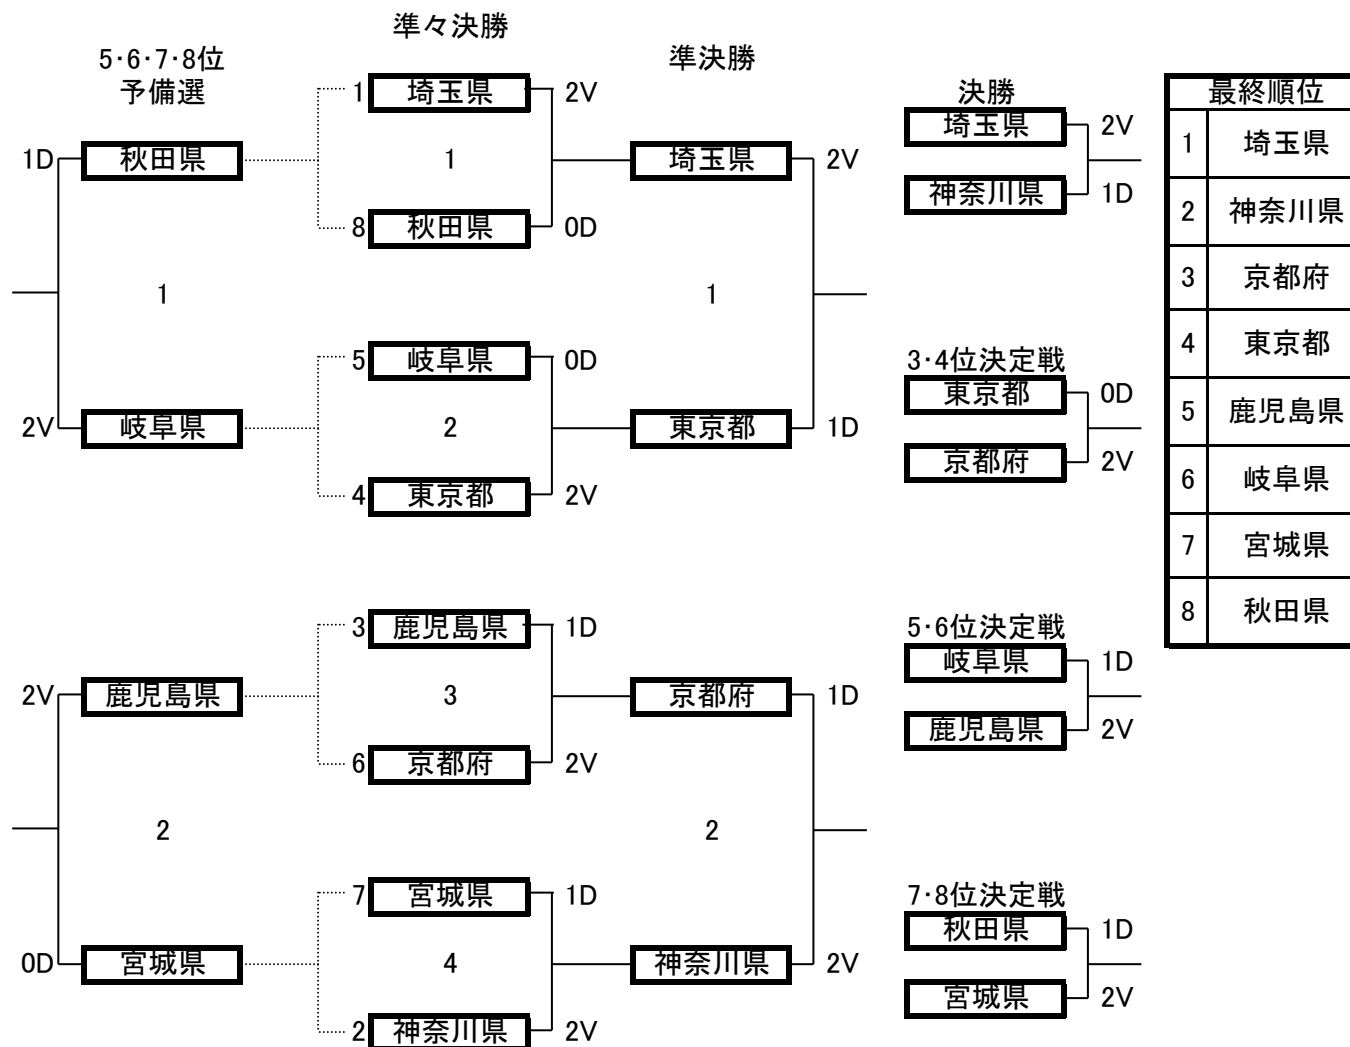 準々決勝
5・6・7・8位
予備選
準決勝
決勝
最終順位
1 埼玉県 2V
埼玉県 2V
1 埼玉県
1D 秋田県
1
埼玉県 2V
神奈川県 1D
2 神奈川県
8 秋田県 0D
1
1
3 京都府
5 岐阜県 0D
3・4位決定戦
4 東京都
東京都 0D
2V 岐阜県
2
東京都 1D
京都府 2V
5 鹿児島県
4 東京都 2V
6 岐阜県
7 宮城県
3 鹿児島県 1D
5・6位決定戦
8 秋田県
岐阜県 1D
2V 鹿児島県
3
京都府 1D
鹿児島県 2V
6 京都府 2V
2
2
7 宮城県 1D
7・8位決定戦
秋田県 1D
0D 宮城県
4
神奈川県 2V
宮城県 2V
2 神奈川県 2V